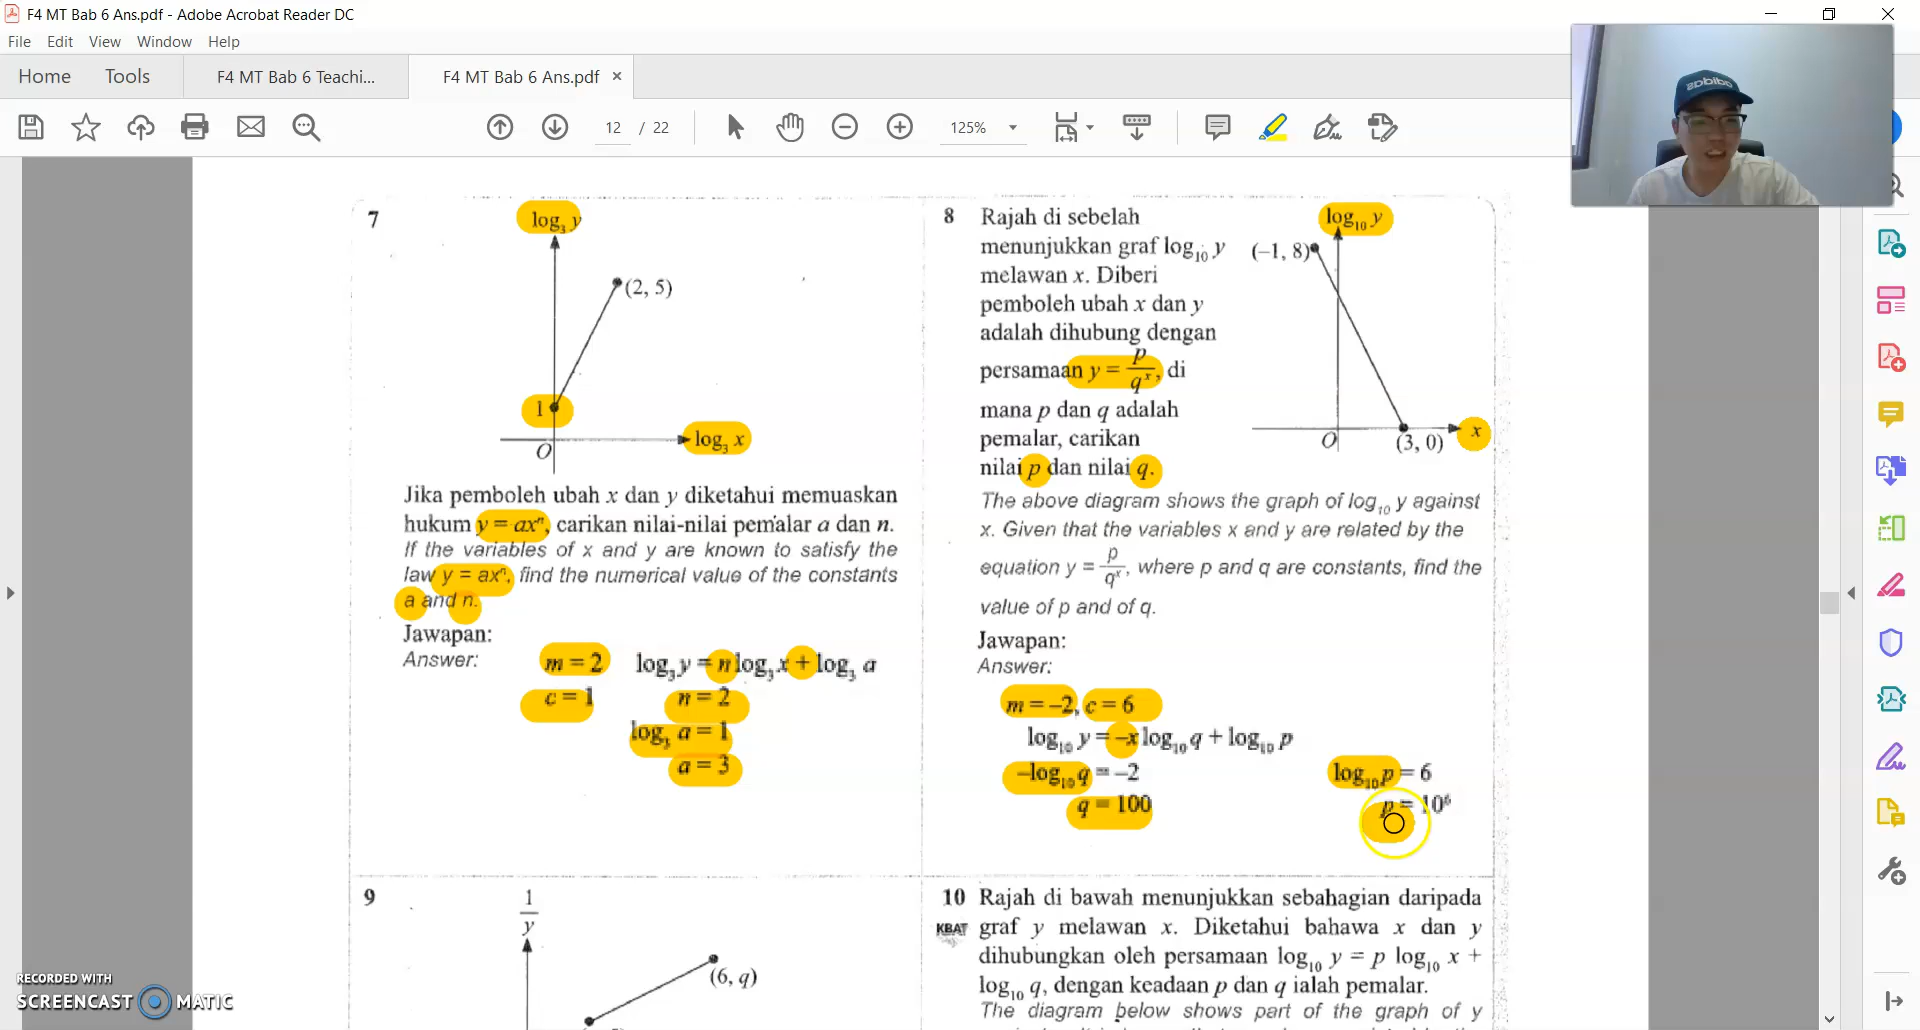 F4 MT Bab 6 Ans.pdf - Adobe Acrobat Reader DC
File Edit View Window Help
Home Tools F4 MT Bab 6 Teachi... F4 MT Bab 6 Ans.pdf ×
12 / 22 125%
7
log₃ y
(2, 5)
1
log₃ x
O
Jika pemboleh ubah x dan y diketahui memuaskan
hukum y = axⁿ, carikan nilai-nilai pemalar a dan n.
If the variables of x and y are known to satisfy the
law y = axⁿ, find the numerical value of the constants
a and n.
Jawapan:
Answer:
m = 2 log₃ y = n log₃ x + log₃ a
c = 1 n = 2
log₃ a = 1
a = 3
8 Rajah di sebelah
menunjukkan graf log₁₀ y
melawan x. Diberi
pemboleh ubah x dan y
adalah dihubung dengan
persamaan y = p/qˣ, di
mana p dan q adalah
pemalar, carikan
nilai p dan nilai q.
log₁₀ y
(–1, 8)
O
(3, 0)
x
The above diagram shows the graph of log₁₀ y against
x. Given that the variables x and y are related by the
equation y = p/qˣ, where p and q are constants, find the
value of p and of q.
Jawapan:
Answer:
m = –2, c = 6
log₁₀ y = –x log₁₀ q + log₁₀ p
–log₁₀ q = –2 log₁₀ p = 6
q = 100 p = 10⁶
9
1/y
(6, q)
10 Rajah di bawah menunjukkan sebahagian daripada
KBAT graf y melawan x. Diketahui bahawa x dan y
dihubungkan oleh persamaan log₁₀ y = p log₁₀ x +
log₁₀ q, dengan keadaan p dan q ialah pemalar.
The diagram below shows part of the graph of y
RECORDED WITH
SCREENCAST MATIC